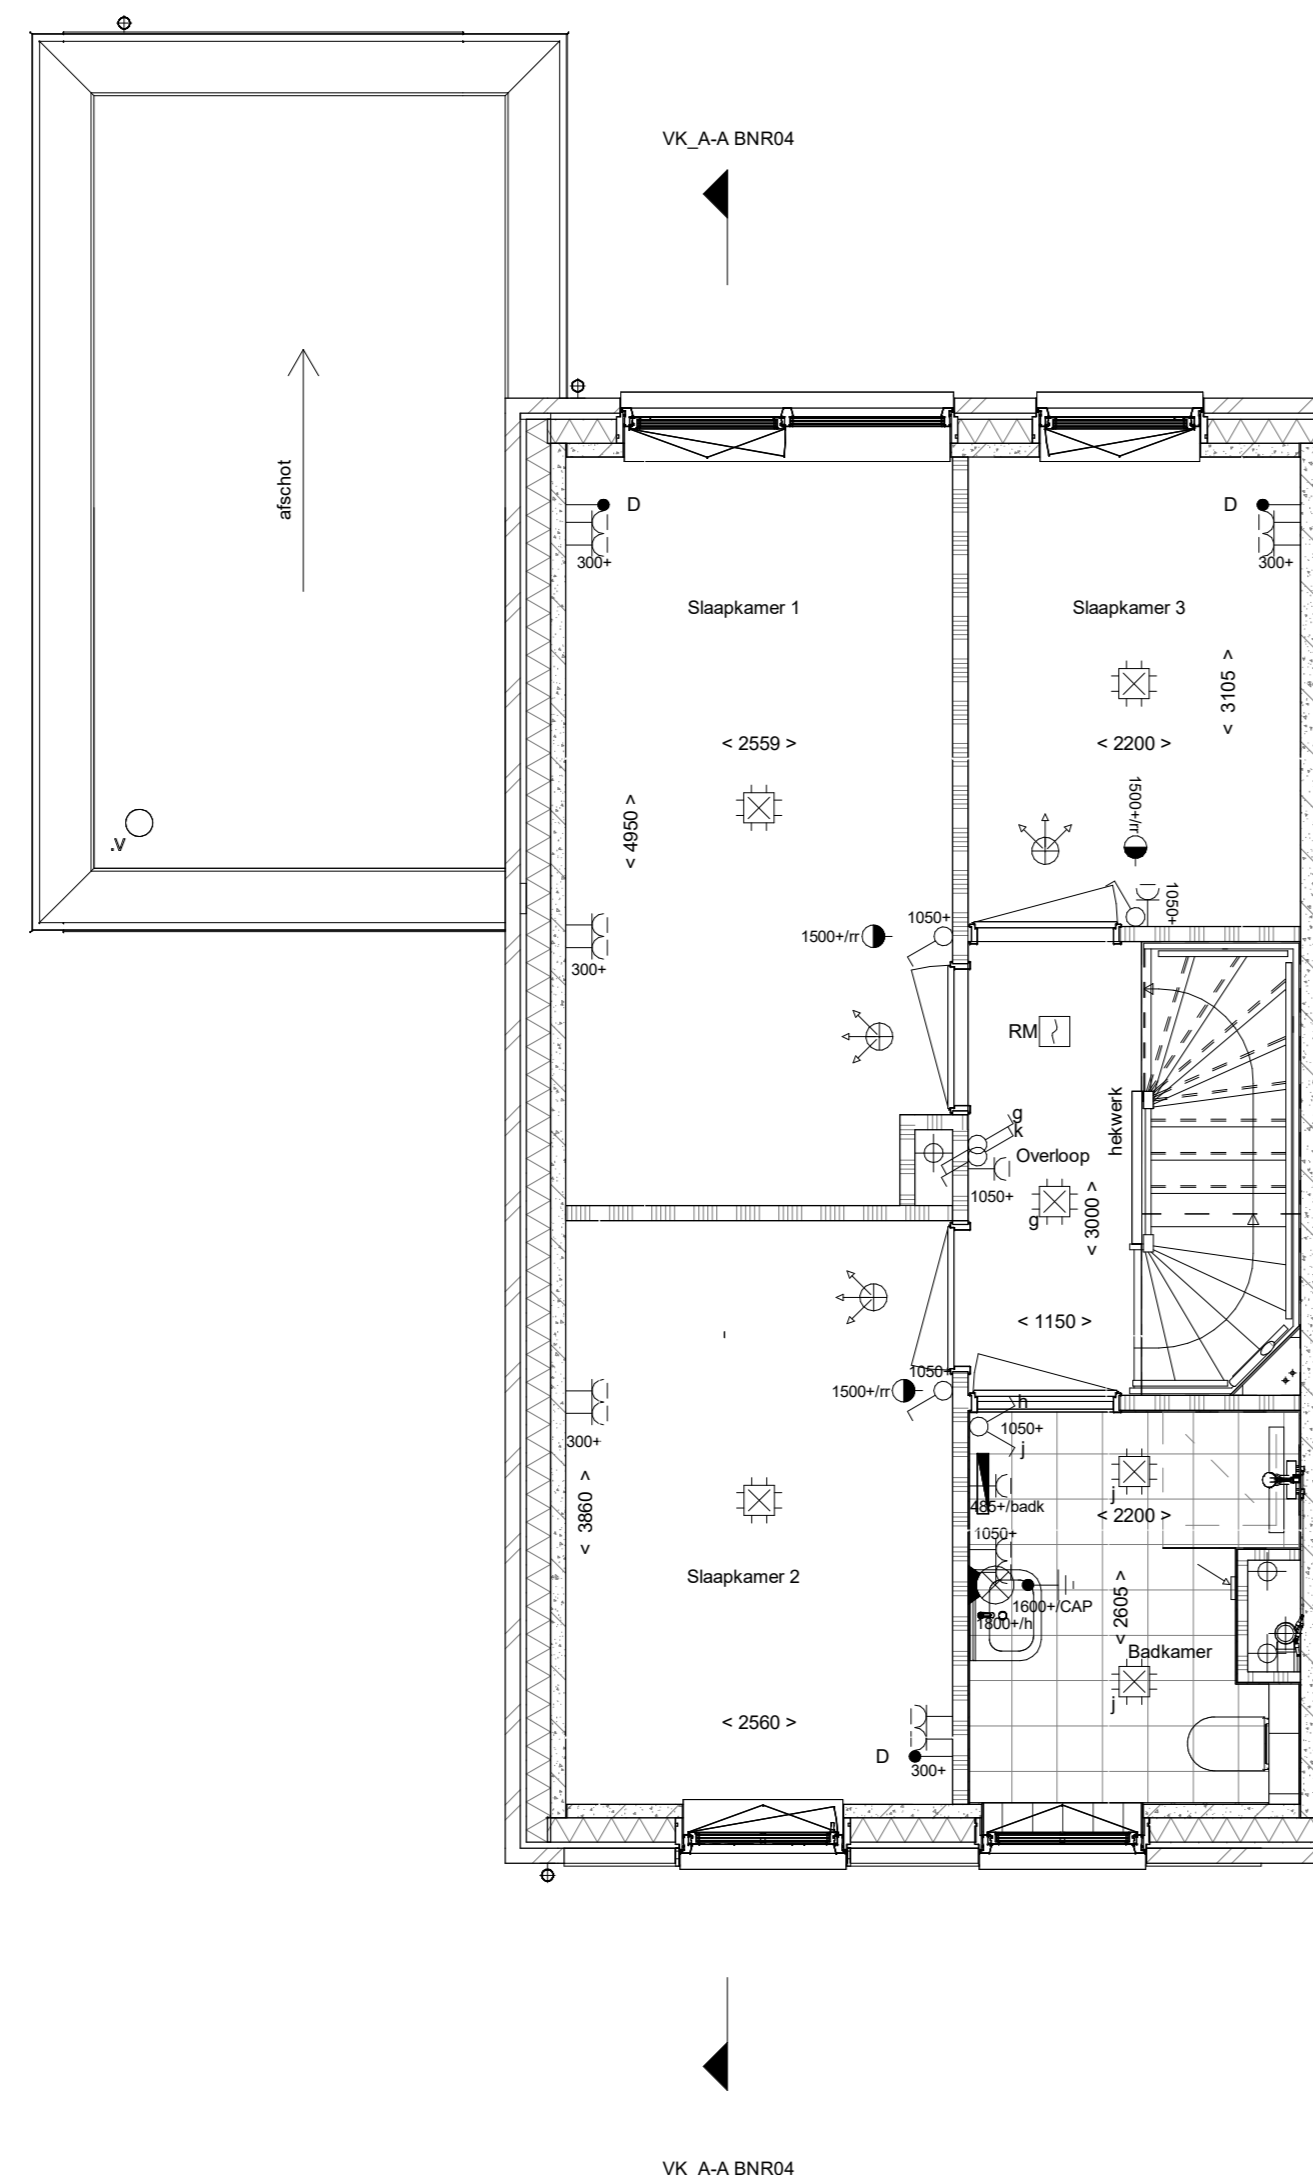 VK_A-A BNR04
afschot
D
300+
D
300+
Slaapkamer 1
Slaapkamer 3
< 3105 >
< 2559 >
< 2200 >
< 4950 >
1500+/rr
.V
1050+
1500+/rr
1050+
300+
RM
hekwerk
g
k
Overloop
1050+
g
< 3000 >
< 1150 >
1050+
1500+/rr
h
1050+
j
300+
< 3860 >
485+/badk
j
< 2200 >
1050+
Slaapkamer 2
1600+/CAP
1800+/h
< 2605 >
Badkamer
j
< 2560 >
D
300+
VK_A-A BNR04